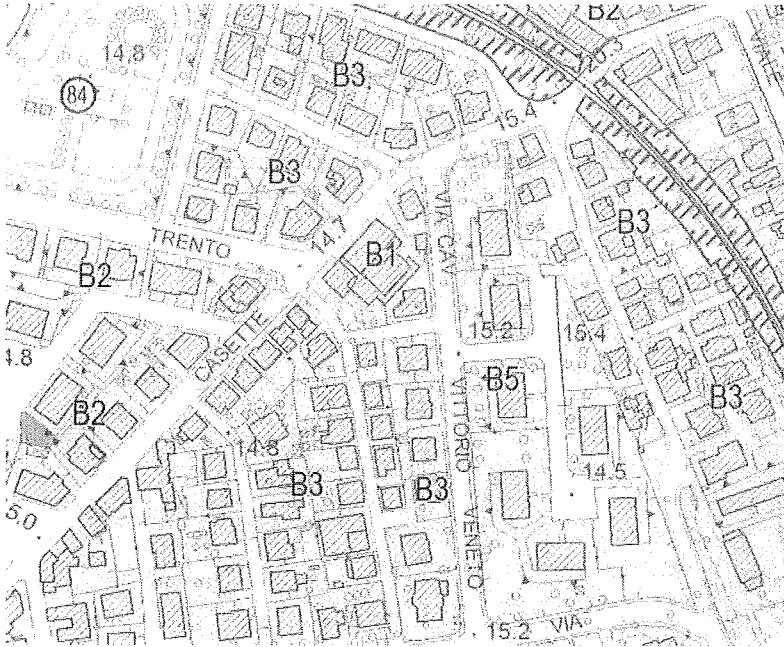 B2
14.8
84
B3
15.4
B3
TRENTO
14.7
VIA CAV.
B3
B1
B2
15.2
15.4
14.8
CASETTE
B5
B2
VITTORIO
B3
14.8
14.5
B3
B3
5.0
VENETO
15.2
VIA